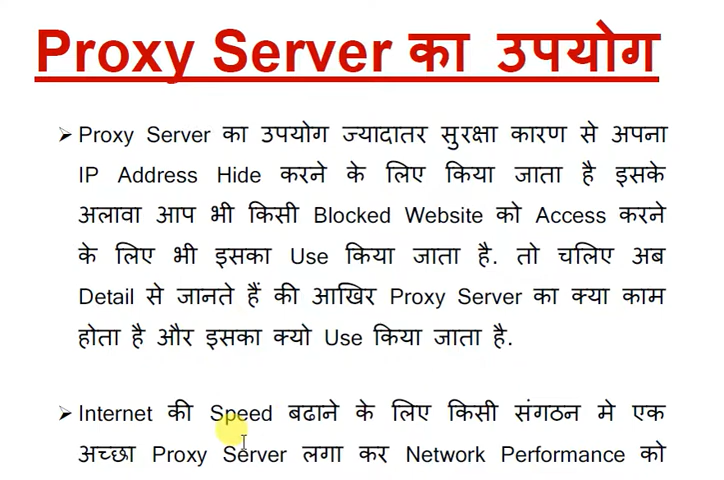 Proxy Server का उपयोग
➢ Proxy Server का उपयोग ज्यादातर सुरक्षा कारण से अपना
IP Address Hide करने के लिए किया जाता है इसके
अलावा आप भी किसी Blocked Website को Access करने
के लिए भी इसका Use किया जाता है. तो चलिए अब
Detail से जानते हैं की आखिर Proxy Server का क्या काम
होता है और इसका क्यो Use किया जाता है.
➢ Internet की Speed बढाने के लिए किसी संगठन मे एक
अच्छा Proxy Server लगा कर Network Performance को